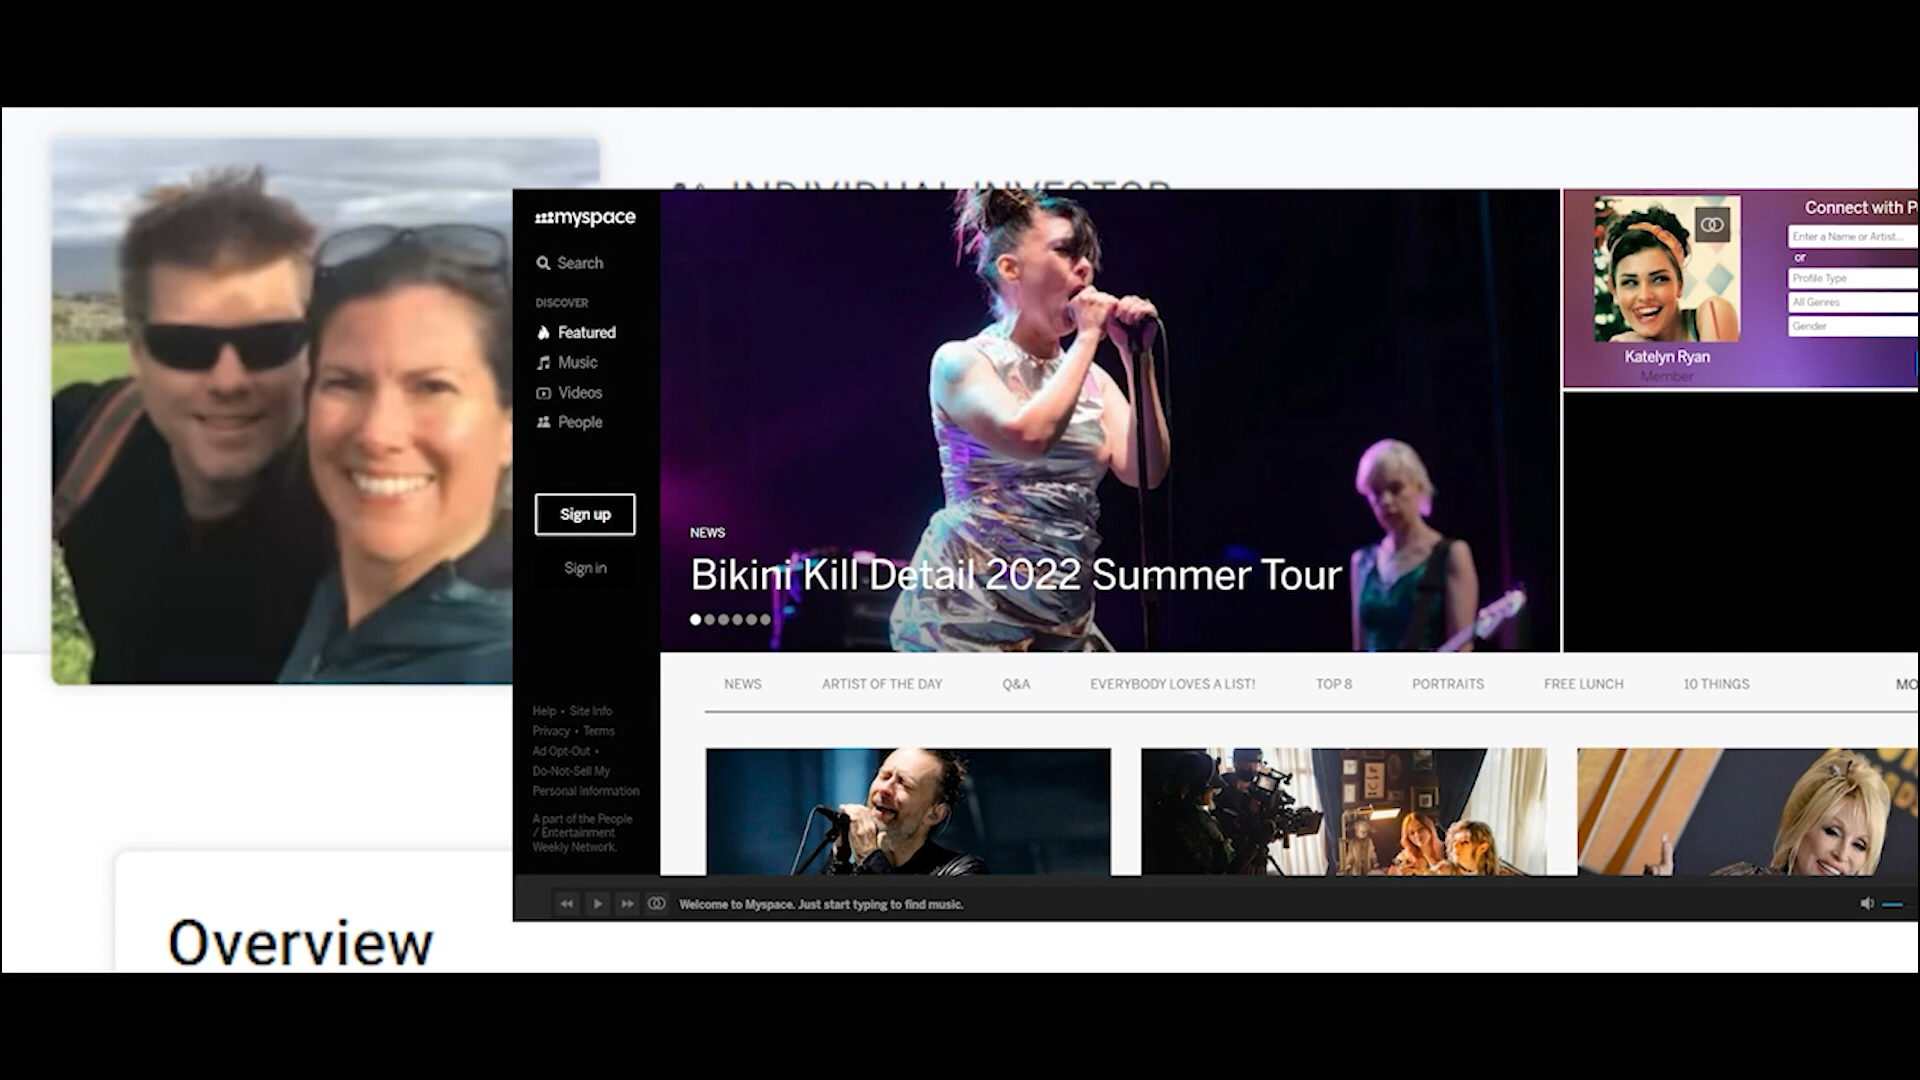 INDIVIDUAL INVESTOR
myspace
Search
DISCOVER
Featured
Music
Videos
People
Sign up
Sign in
Help • Site Info
Privacy • Terms
Ad Opt-Out •
Do-Not-Sell My
Personal Information
A part of the People
/ Entertainment
Weekly Network.
NEWS
Bikini Kill Detail 2022 Summer Tour
Connect with P
Enter a Name or Artist...
or
Profile Type
All Genres
Gender
Katelyn Ryan
Member
NEWS
ARTIST OF THE DAY
Q&A
EVERYBODY LOVES A LIST!
TOP 8
PORTRAITS
FREE LUNCH
10 THINGS
MO
Welcome to Myspace. Just start typing to find music.
Overview